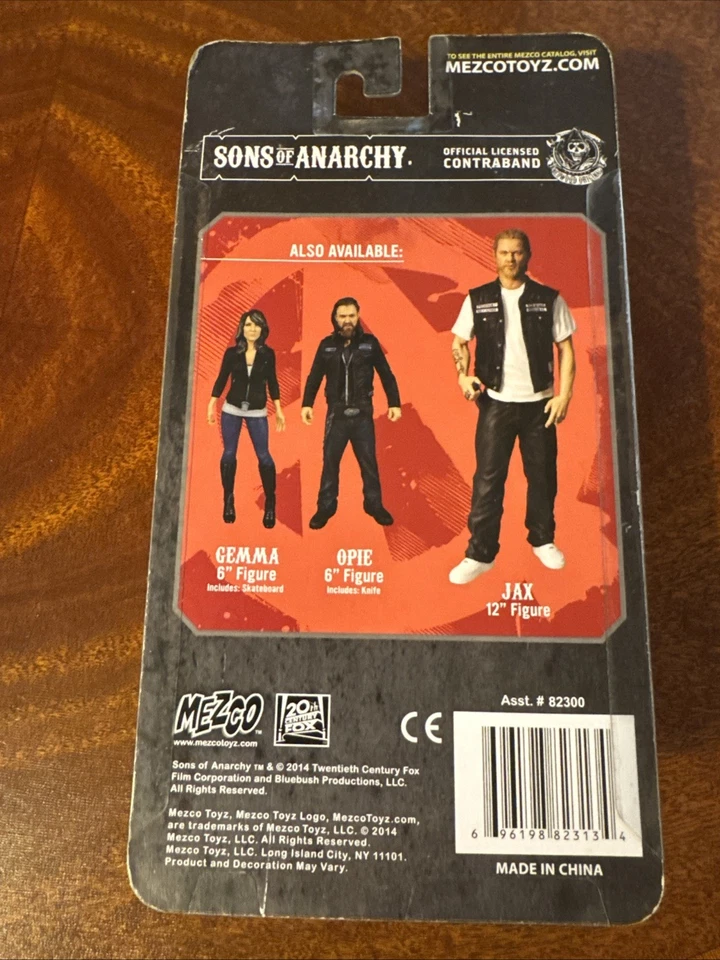 TO SEE THE ENTIRE MEZCO CATALOG, VISIT
MEZCOTOYZ.COM
SONS OF ANARCHY.
OFFICIAL LICENSED
CONTRABAND
ALSO AVAILABLE:
GEMMA
6" Figure
Includes: Skateboard
OPIE
6" Figure
Includes: Knife
JAX
12" Figure
MEZCO™
www.mezcotoyz.com
20th
CENTURY
FOX
CE
Asst. # 82300
Sons of Anarchy TM & © 2014 Twentieth Century Fox
Film Corporation and Bluebush Productions, LLC.
All Rights Reserved.
Mezco Toyz, Mezco Toyz Logo, MezcoToyz.com,
are trademarks of Mezco Toyz, LLC. © 2014
Mezco Toyz, LLC. All Rights Reserved.
Mezco Toyz, LLC. Long Island City, NY 11101.
Product and Decoration May Vary.
6 96198 82313 4
MADE IN CHINA